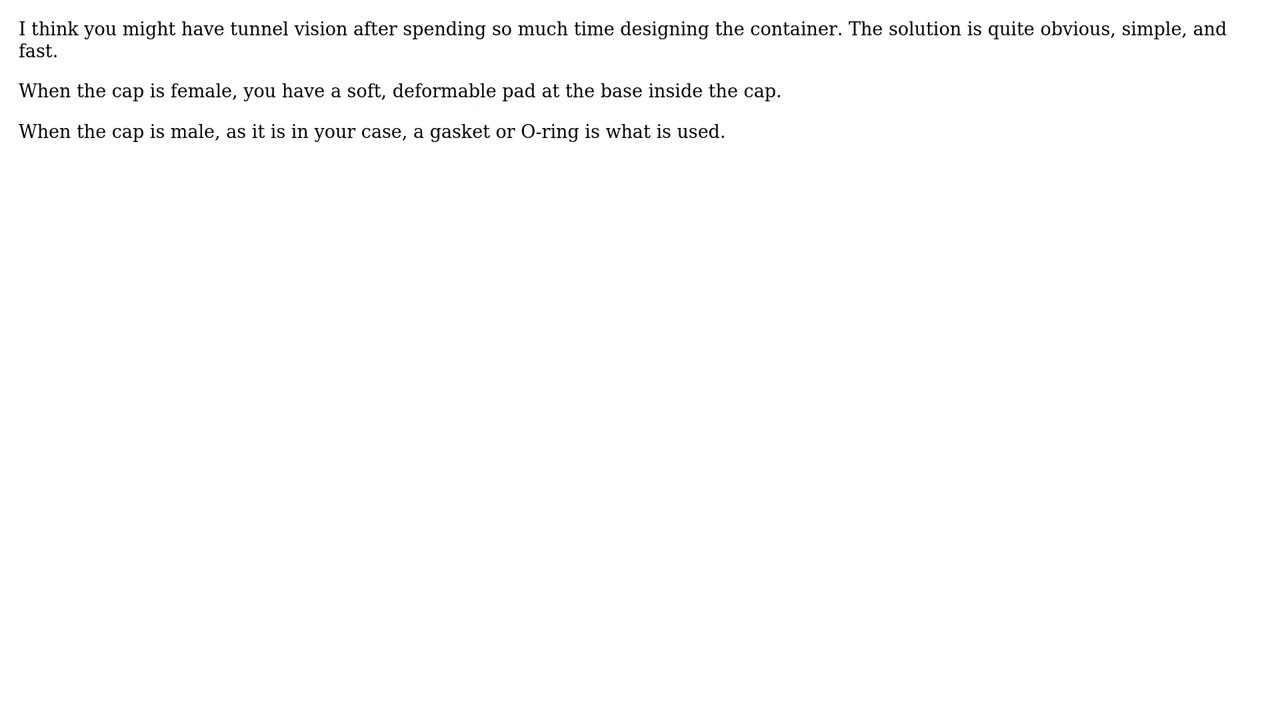 I think you might have tunnel vision after spending so much time designing the container. The solution is quite obvious, simple, and
fast.
When the cap is female, you have a soft, deformable pad at the base inside the cap.
When the cap is male, as it is in your case, a gasket or O-ring is what is used.